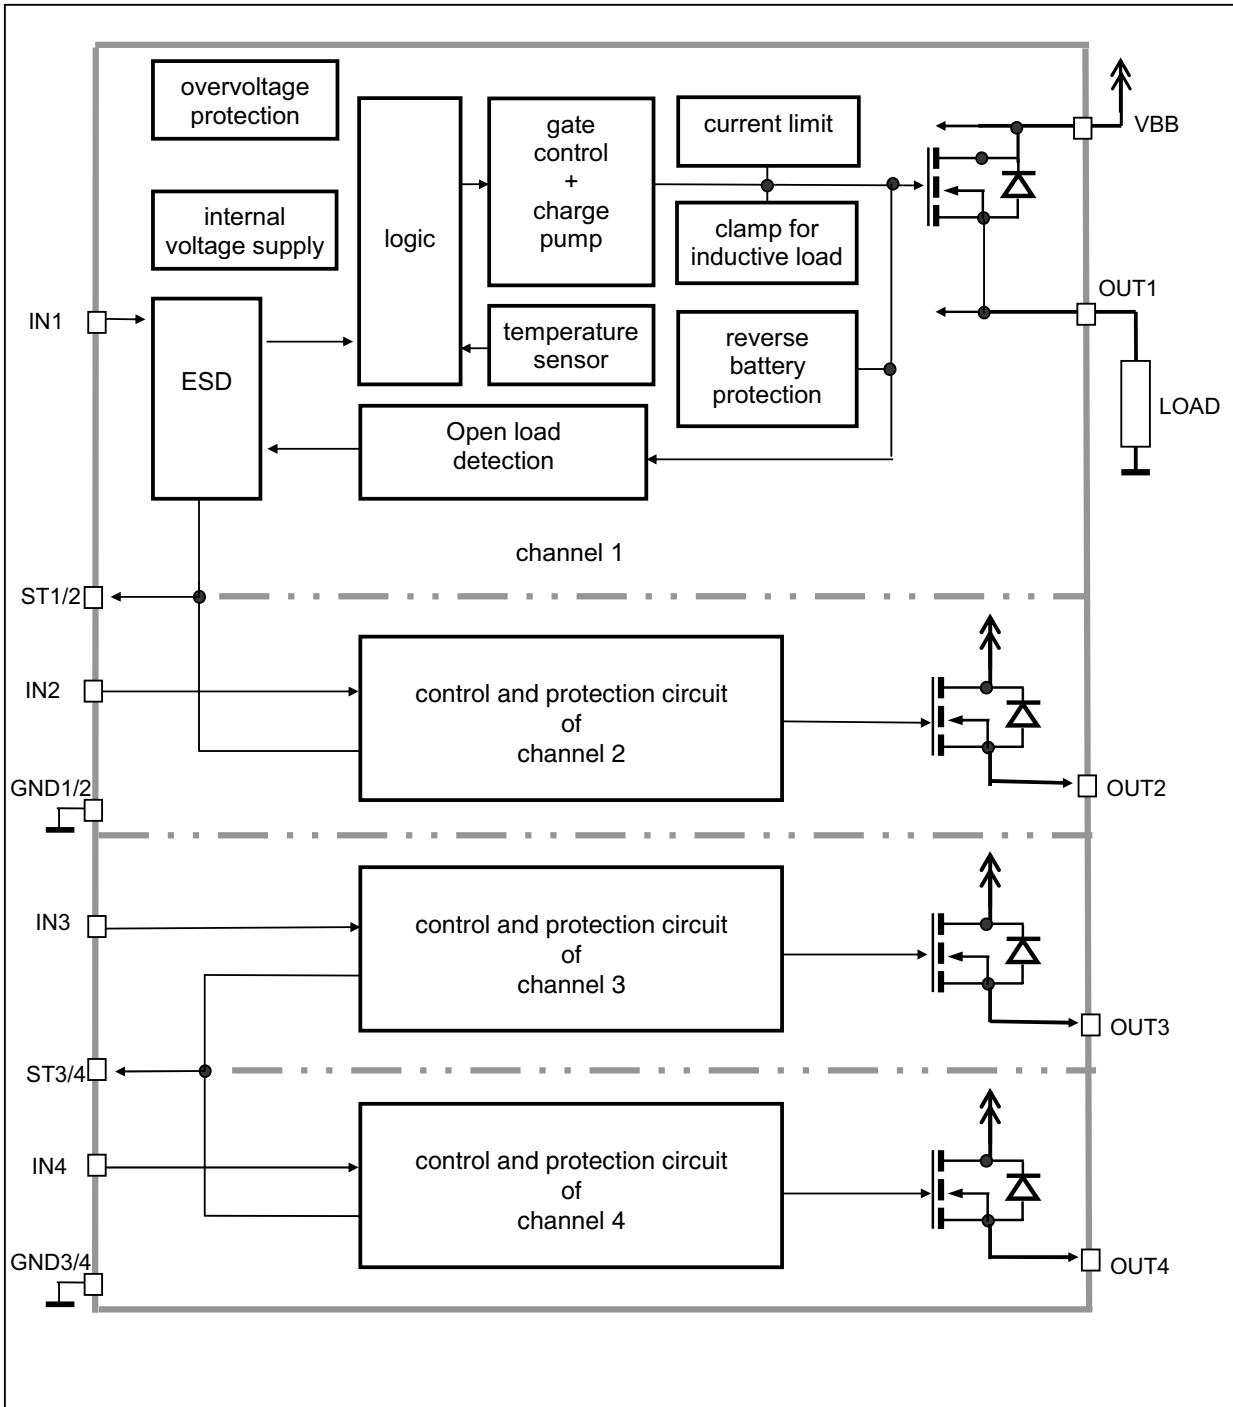 overvoltage
protection
internal
voltage supply
logic
gate
control
+
charge
pump
current limit
clamp for
inductive load
VBB
OUT1
IN1
ESD
temperature
sensor
reverse
battery
protection
LOAD
Open load
detection
channel 1
ST1/2
IN2
control and protection circuit
of
channel 2
GND1/2
OUT2
IN3
control and protection circuit
of
channel 3
OUT3
ST3/4
IN4
control and protection circuit
of
channel 4
GND3/4
OUT4